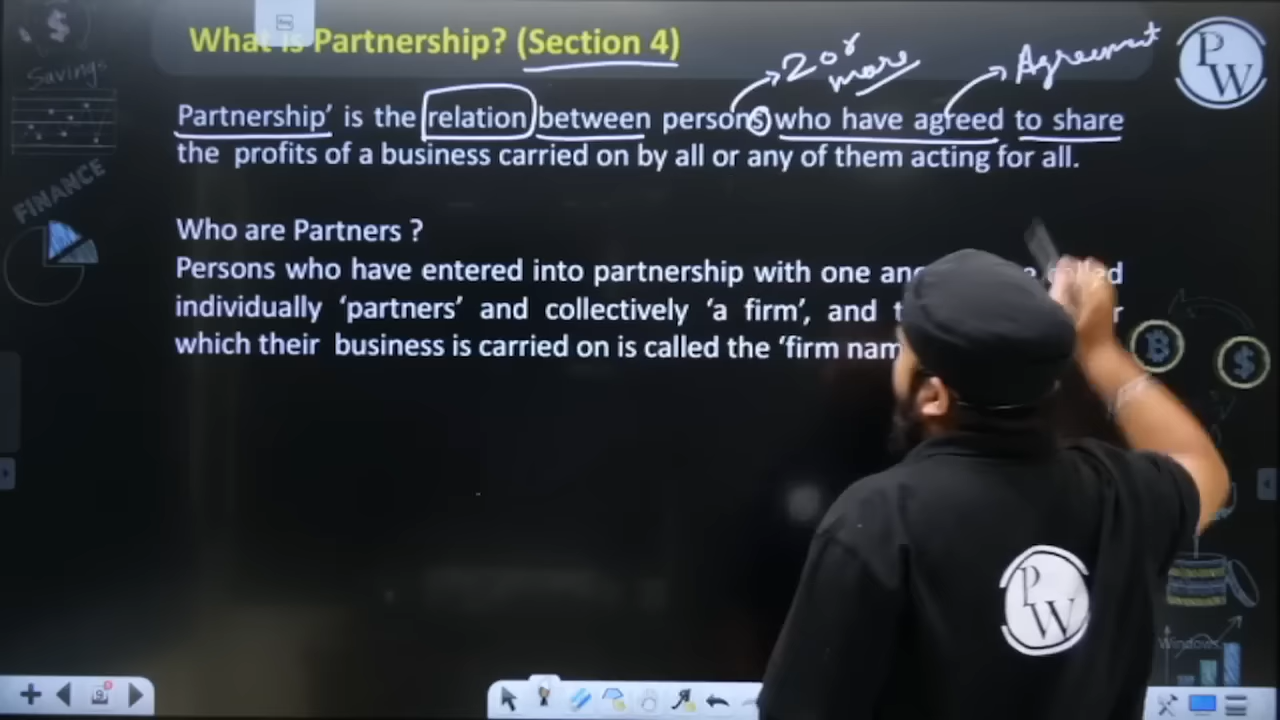 What is Partnership? (Section 4)
2 or more
Agreement
P W
Savings
Partnership' is the relation between persons who have agreed to share
the profits of a business carried on by all or any of them acting for all.
FINANCE
Who are Partners ?
Persons who have entered into partnership with one called
individually 'partners' and collectively 'a firm', and
which their business is carried on is called the 'firm
P W
Windows